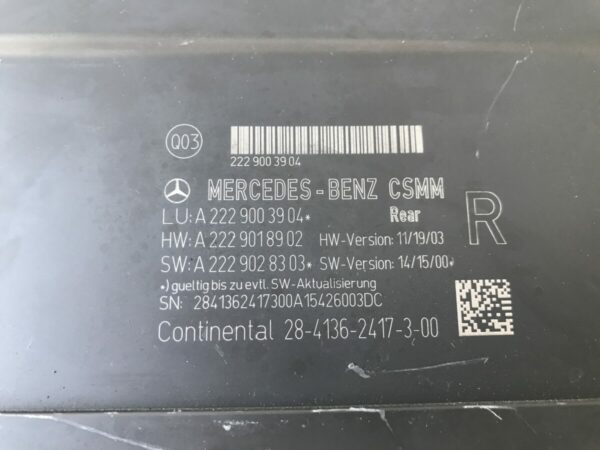 Q03
222 900 39 04
MERCEDES-BENZ CSMM
L.U: A 222 900 39 04* Rear
HW: A 222 901 89 02 HW-Version: 11/19/03
R
SW: A 222 902 83 03* SW-Version: 14/15/00*
*) gueltig bis zu evtl. SW-Aktualisierung
SN: 2841362417300A15426003DC
Continental 28-4136-2417-3-00